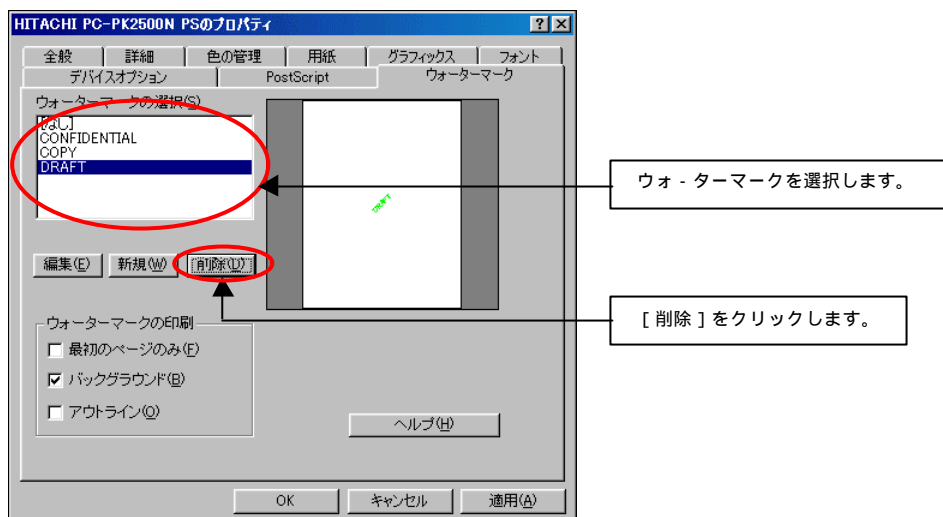 HITACHI PC-PK2500N PSのプロパティ
全般 詳細 色の管理 用紙 グラフィックス フォント
デバイスオプション PostScript ウォーターマーク
ウォーターマークの選択(S)
[なし]
CONFIDENTIAL
COPY
DRAFT
DRAFT
ウォ - ターマークを選択します。
編集(E) 新規(W) 削除(D)
[ 削除 ] をクリックします。
ウォーターマークの印刷
最初のページのみ(F)
バックグラウンド(B)
アウトライン(O)
ヘルプ(H)
OK キャンセル 適用(A)